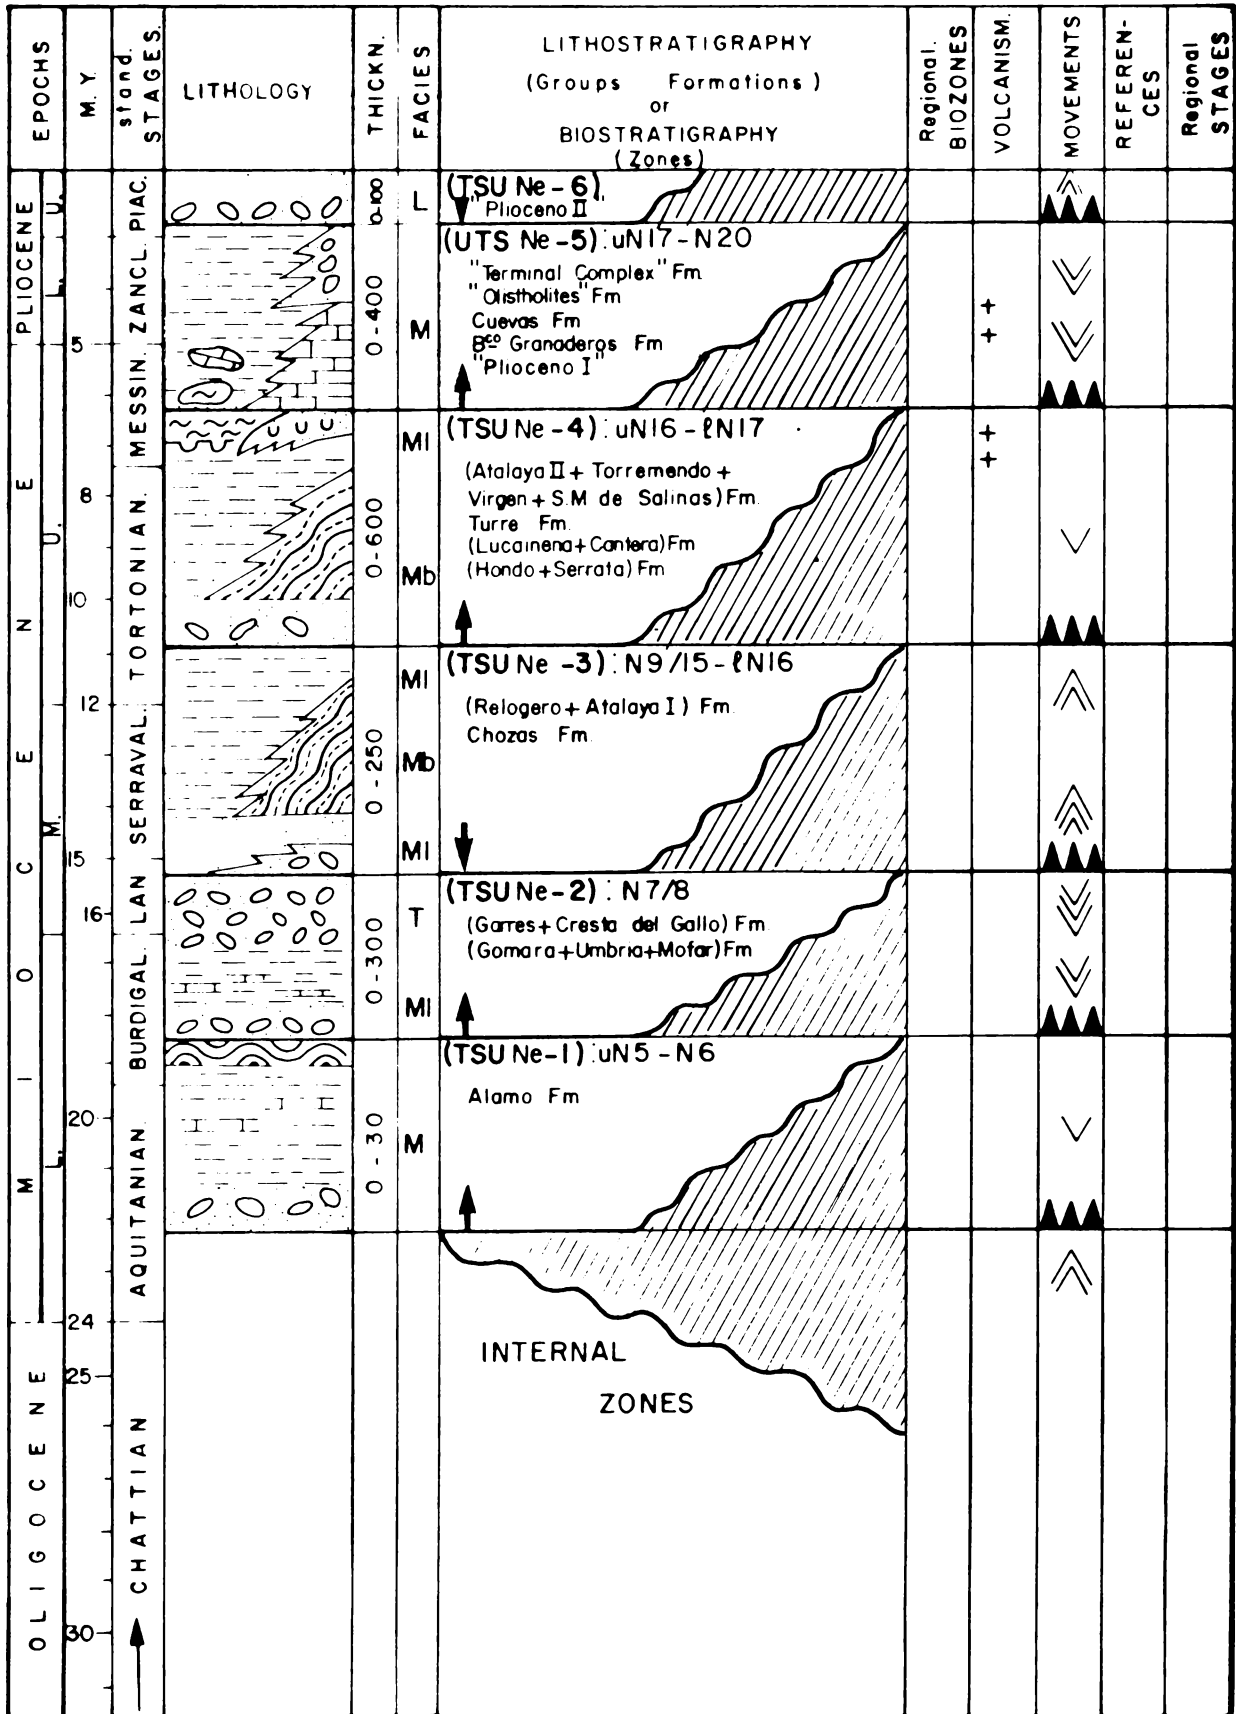 EPOCHS
M.Y.
stand.
STAGES.
LITHOLOGY
THICKN.
FACIES
LITHOSTRATIGRAPHY
(Groups Formations)
or
BIOSTRATIGRAPHY
(Zones)
Regional.
BIOZONES
VOLCANISM.
MOVEMENTS
REFEREN-
CES
Regional
STAGES
PLIOCENE
U.
L.
MIOCENE
U.
M.
L.
OLIGOCENE
5
8
10
12
15
16
20
24
25
30
PIAC.
ZANCL.
MESSIN.
TORTONIAN.
SERRAVAL.
LAN
BURDIGAL.
AQUITANIAN
CHATTIAN
0-100
L
(TSU Ne-6)
"Plioceno II"
0-400
M
(UTS Ne-5): uN17-N20
"Terminal Complex" Fm.
"Olistholites" Fm
Cuevas Fm
Bco Granaderos Fm
"Plioceno I"
0-600
Ml
Mb
(TSU Ne-4): uN16-ℓN17
(Atalaya II + Torremendo +
Virgen + S.M de Salinas) Fm.
Turre Fm.
(Lucainena + Cantera) Fm
(Hondo + Serrata) Fm
0-250
Ml
Mb
Ml
(TSU Ne-3): N9/15-ℓN16
(Relogero + Atalaya I) Fm.
Chozas Fm.
0-300
T
Ml
(TSU Ne-2): N7/8
(Garres + Cresta del Gallo) Fm.
(Gomara + Umbria + Mofar) Fm
0-30
M
(TSU Ne-1): uN5-N6
Alamo Fm
INTERNAL
ZONES